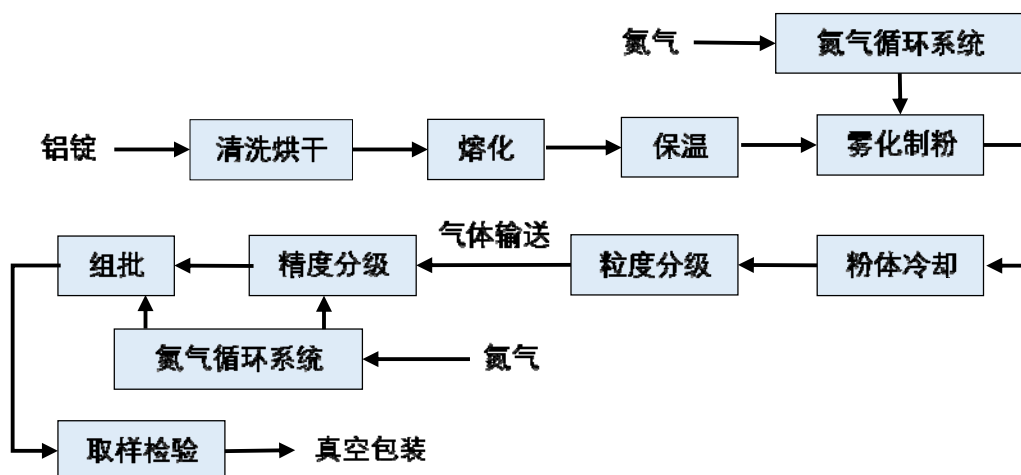 氮气
氮气循环系统
铝锭
清洗烘干
熔化
保温
雾化制粉
气体输送
组批
精度分级
粒度分级
粉体冷却
氮气循环系统
氮气
取样检验
真空包装